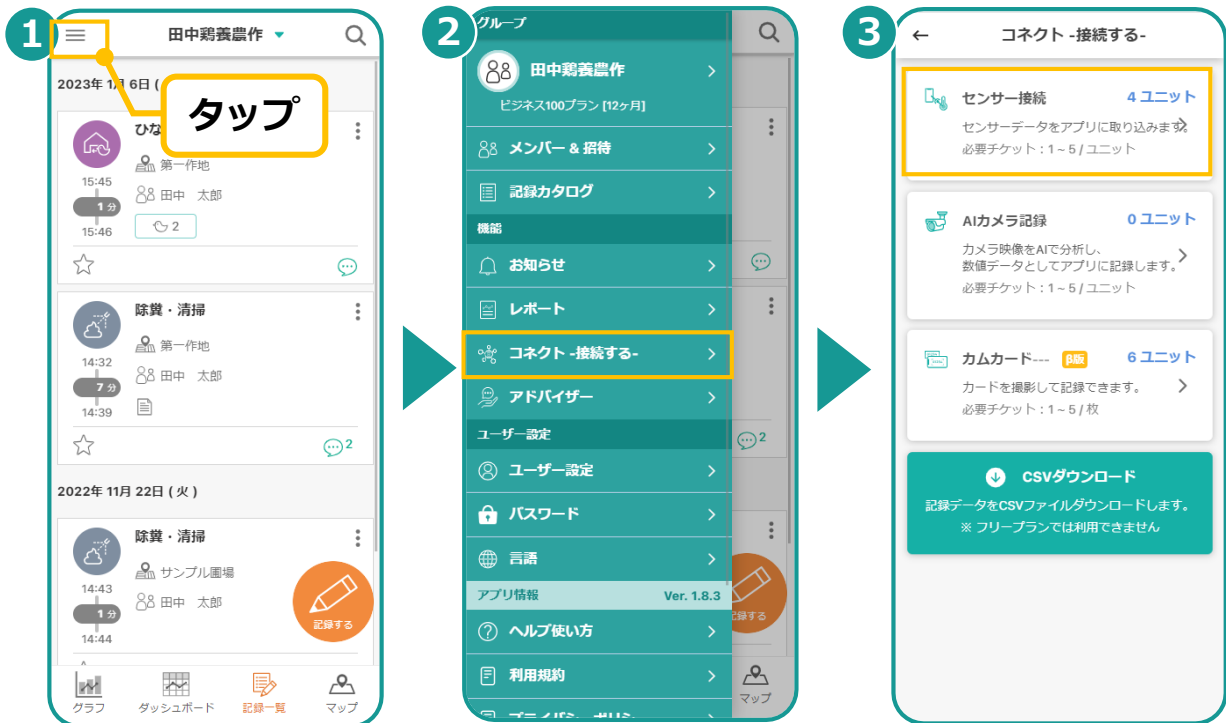 1
田中鶏養農作
2023年 1月 6日 (
タップ
ひな
第一作地
15:45
田中 太郎
1 分
15:46
2
除糞・清掃
第一作地
14:32
田中 太郎
7 分
14:39
2
2022年 11月 22日 ( 火 )
除糞・清掃
サンプル圃場
14:43
田中 太郎
1 分
14:44
記録する
グラフ
ダッシュボード
記録一覧
マップ
2
グループ
田中鶏養農作
ビジネス100プラン [12ヶ月]
メンバー & 招待
記録カタログ
機能
お知らせ
レポート
コネクト -接続する-
アドバイザー
2
ユーザー設定
ユーザー設定
パスワード
言語
アプリ情報 Ver. 1.8.3
記録する
ヘルプ使い方
利用規約
マップ
プライバシーポリシー
3
コネクト -接続する-
センサー接続 4 ユニット
センサーデータをアプリに取り込みます。
必要チケット：1 ~ 5 / ユニット
AIカメラ記録 0 ユニット
カメラ映像をAIで分析し、
数値データとしてアプリに記録します。
必要チケット：1 ~ 5 / ユニット
カムカード--- β版 6 ユニット
カードを撮影して記録できます。
必要チケット：1 ~ 5 / 枚
CSVダウンロード
記録データをCSVファイルダウンロードします。
※ フリープランでは利用できません